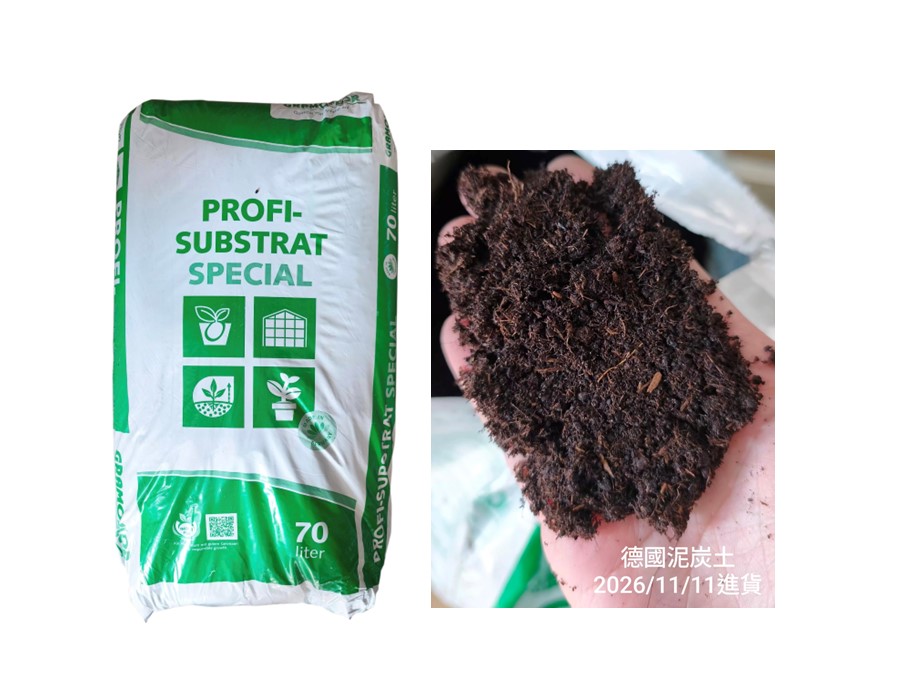 PROFI-
SUBSTRAT
SPECIAL
70
liter
70 liter
PROFI-SUBSTRAT SPECIAL
德國泥炭土
2026/11/11進貨